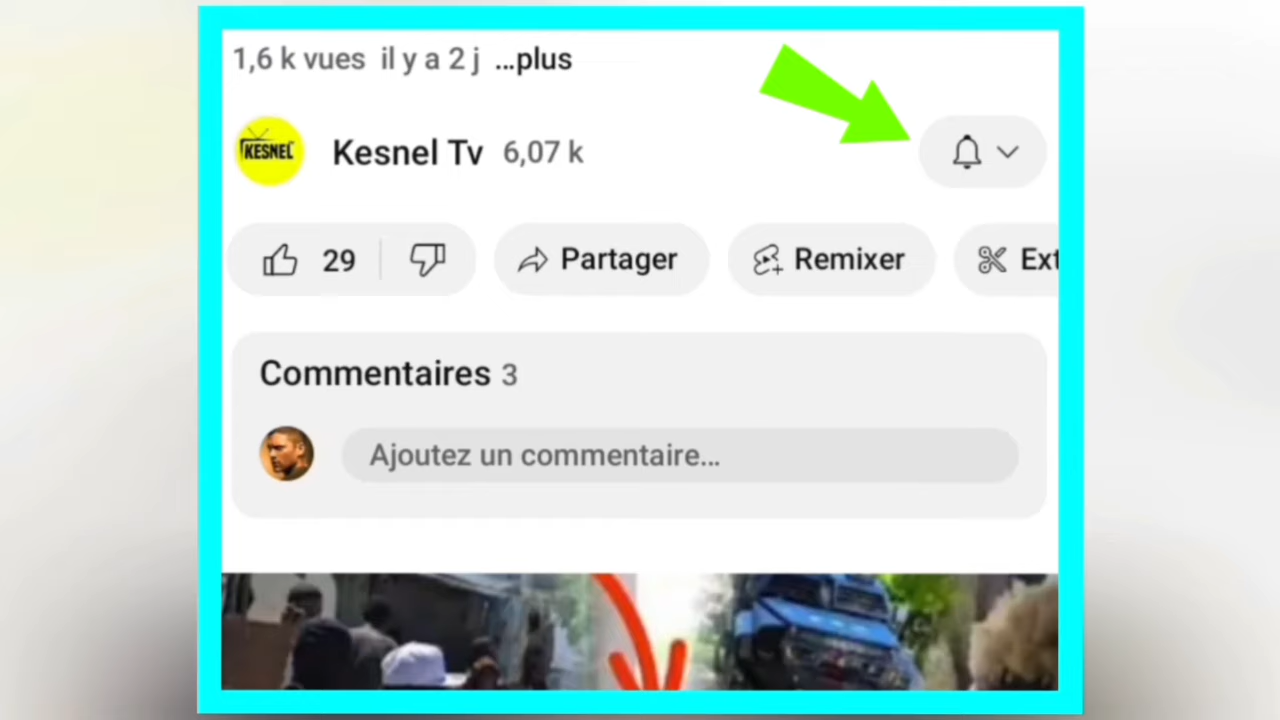 1,6 k vues il y a 2 j ...plus
KESNEL
Kesnel Tv 6,07 k
29 Partager Remixer Ext
Commentaires 3
Ajoutez un commentaire...